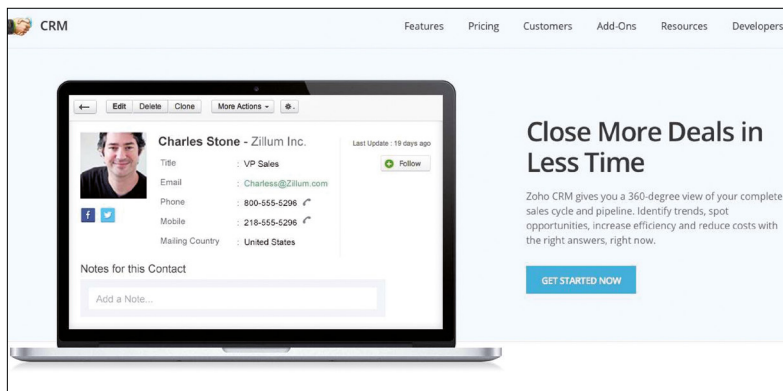 CRM
Features Pricing Customers Add-Ons Resources Developers
← Edit Delete Clone More Actions
Charles Stone - Zillum Inc.
Last Update : 19 days ago
Title : VP Sales
Follow
Email : Charless@Zillum.com
Phone : 800-555-5296
Mobile : 218-555-5296
Mailing Country : United States
Notes for this Contact
Add a Note...
Close More Deals in
Less Time
Zoho CRM gives you a 360-degree view of your complete
sales cycle and pipeline. Identify trends, spot
opportunities, increase efficiency and reduce costs with
the right answers, right now.
GET STARTED NOW